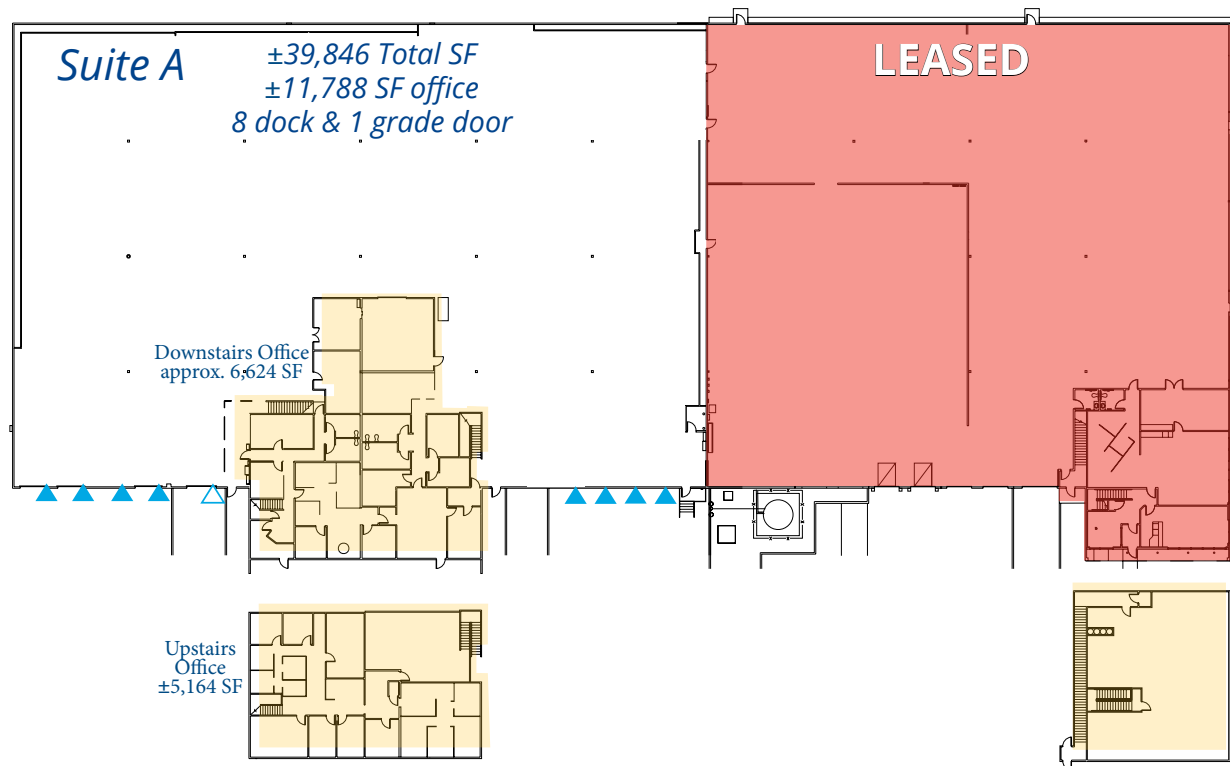 Suite A
±39,846 Total SF
±11,788 SF office
8 dock & 1 grade door
LEASED
Downstairs Office
approx. 6,624 SF
Upstairs
Office
±5,164 SF